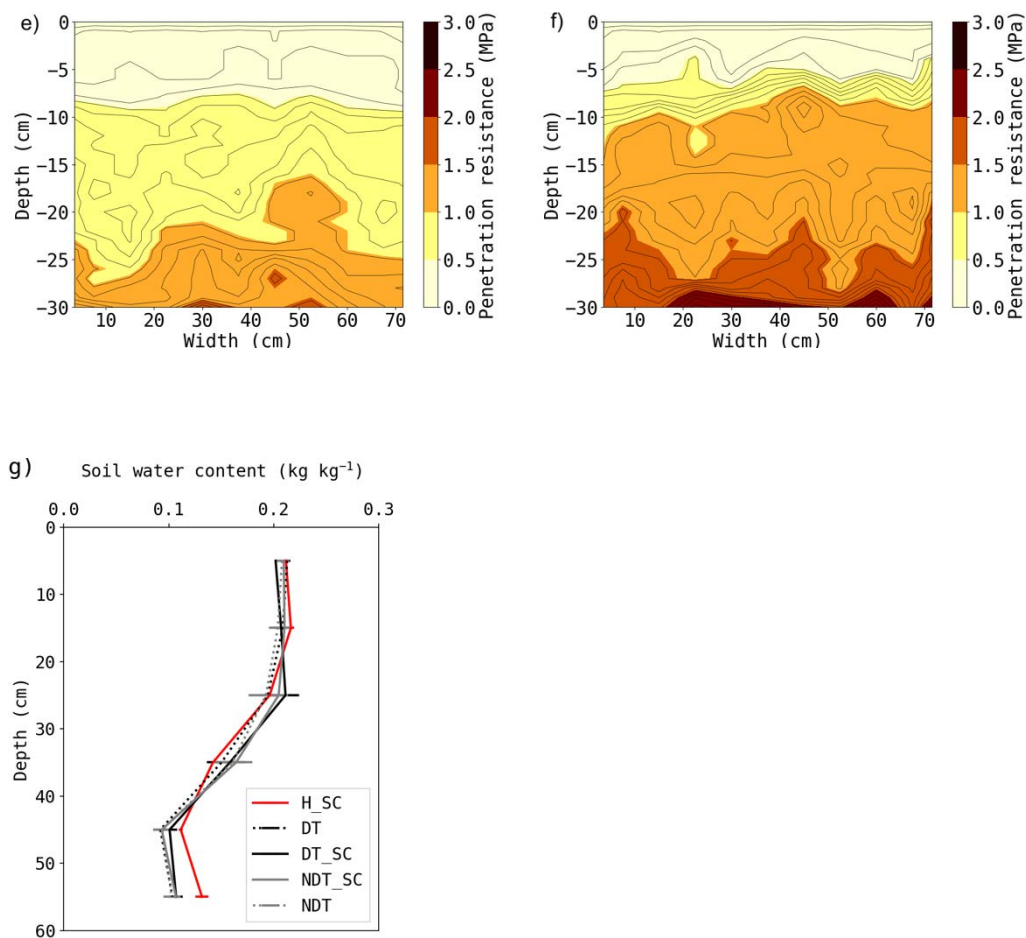 e)
0
−5
−10
−15
−20
−25
−30
Depth (cm)
10 20 30 40 50 60 70
Width (cm)
3.0
2.5
2.0
1.5
1.0
0.5
0.0
Penetration resistance (MPa)
f)
0
−5
−10
−15
−20
−25
−30
Depth (cm)
10 20 30 40 50 60 70
Width (cm)
3.0
2.5
2.0
1.5
1.0
0.5
0.0
Penetration resistance (MPa)
g)
Soil water content (kg kg⁻¹)
0.0 0.1 0.2 0.3
0
10
20
30
40
50
60
Depth (cm)
H_SC
DT
DT_SC
NDT_SC
NDT